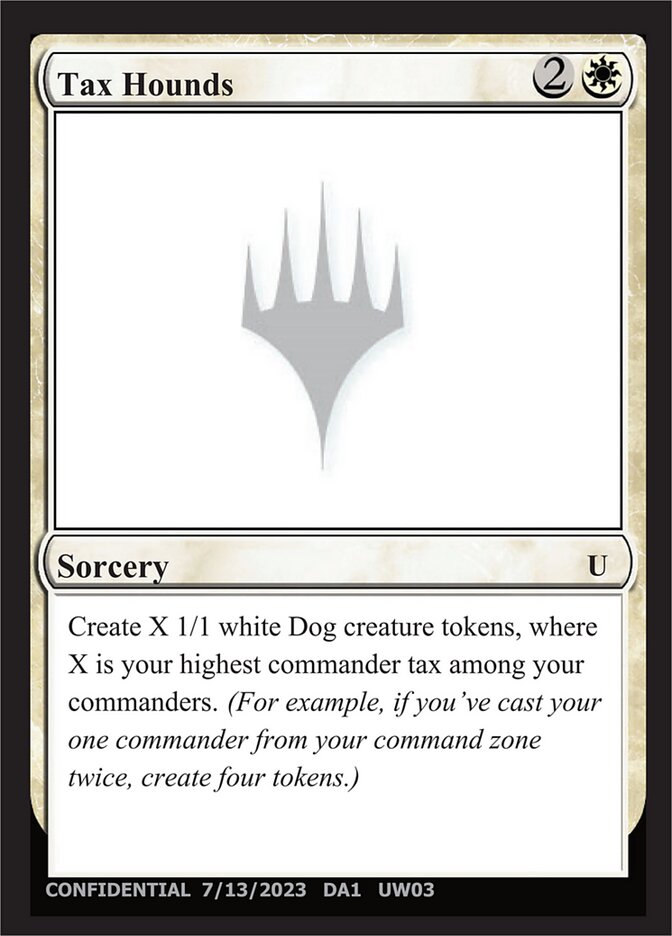 Tax Hounds 2
Sorcery U
Create X 1/1 white Dog creature tokens, where
X is your highest commander tax among your
commanders. (For example, if you’ve cast your
one commander from your command zone
twice, create four tokens.)
CONFIDENTIAL 7/13/2023 DA1 UW03